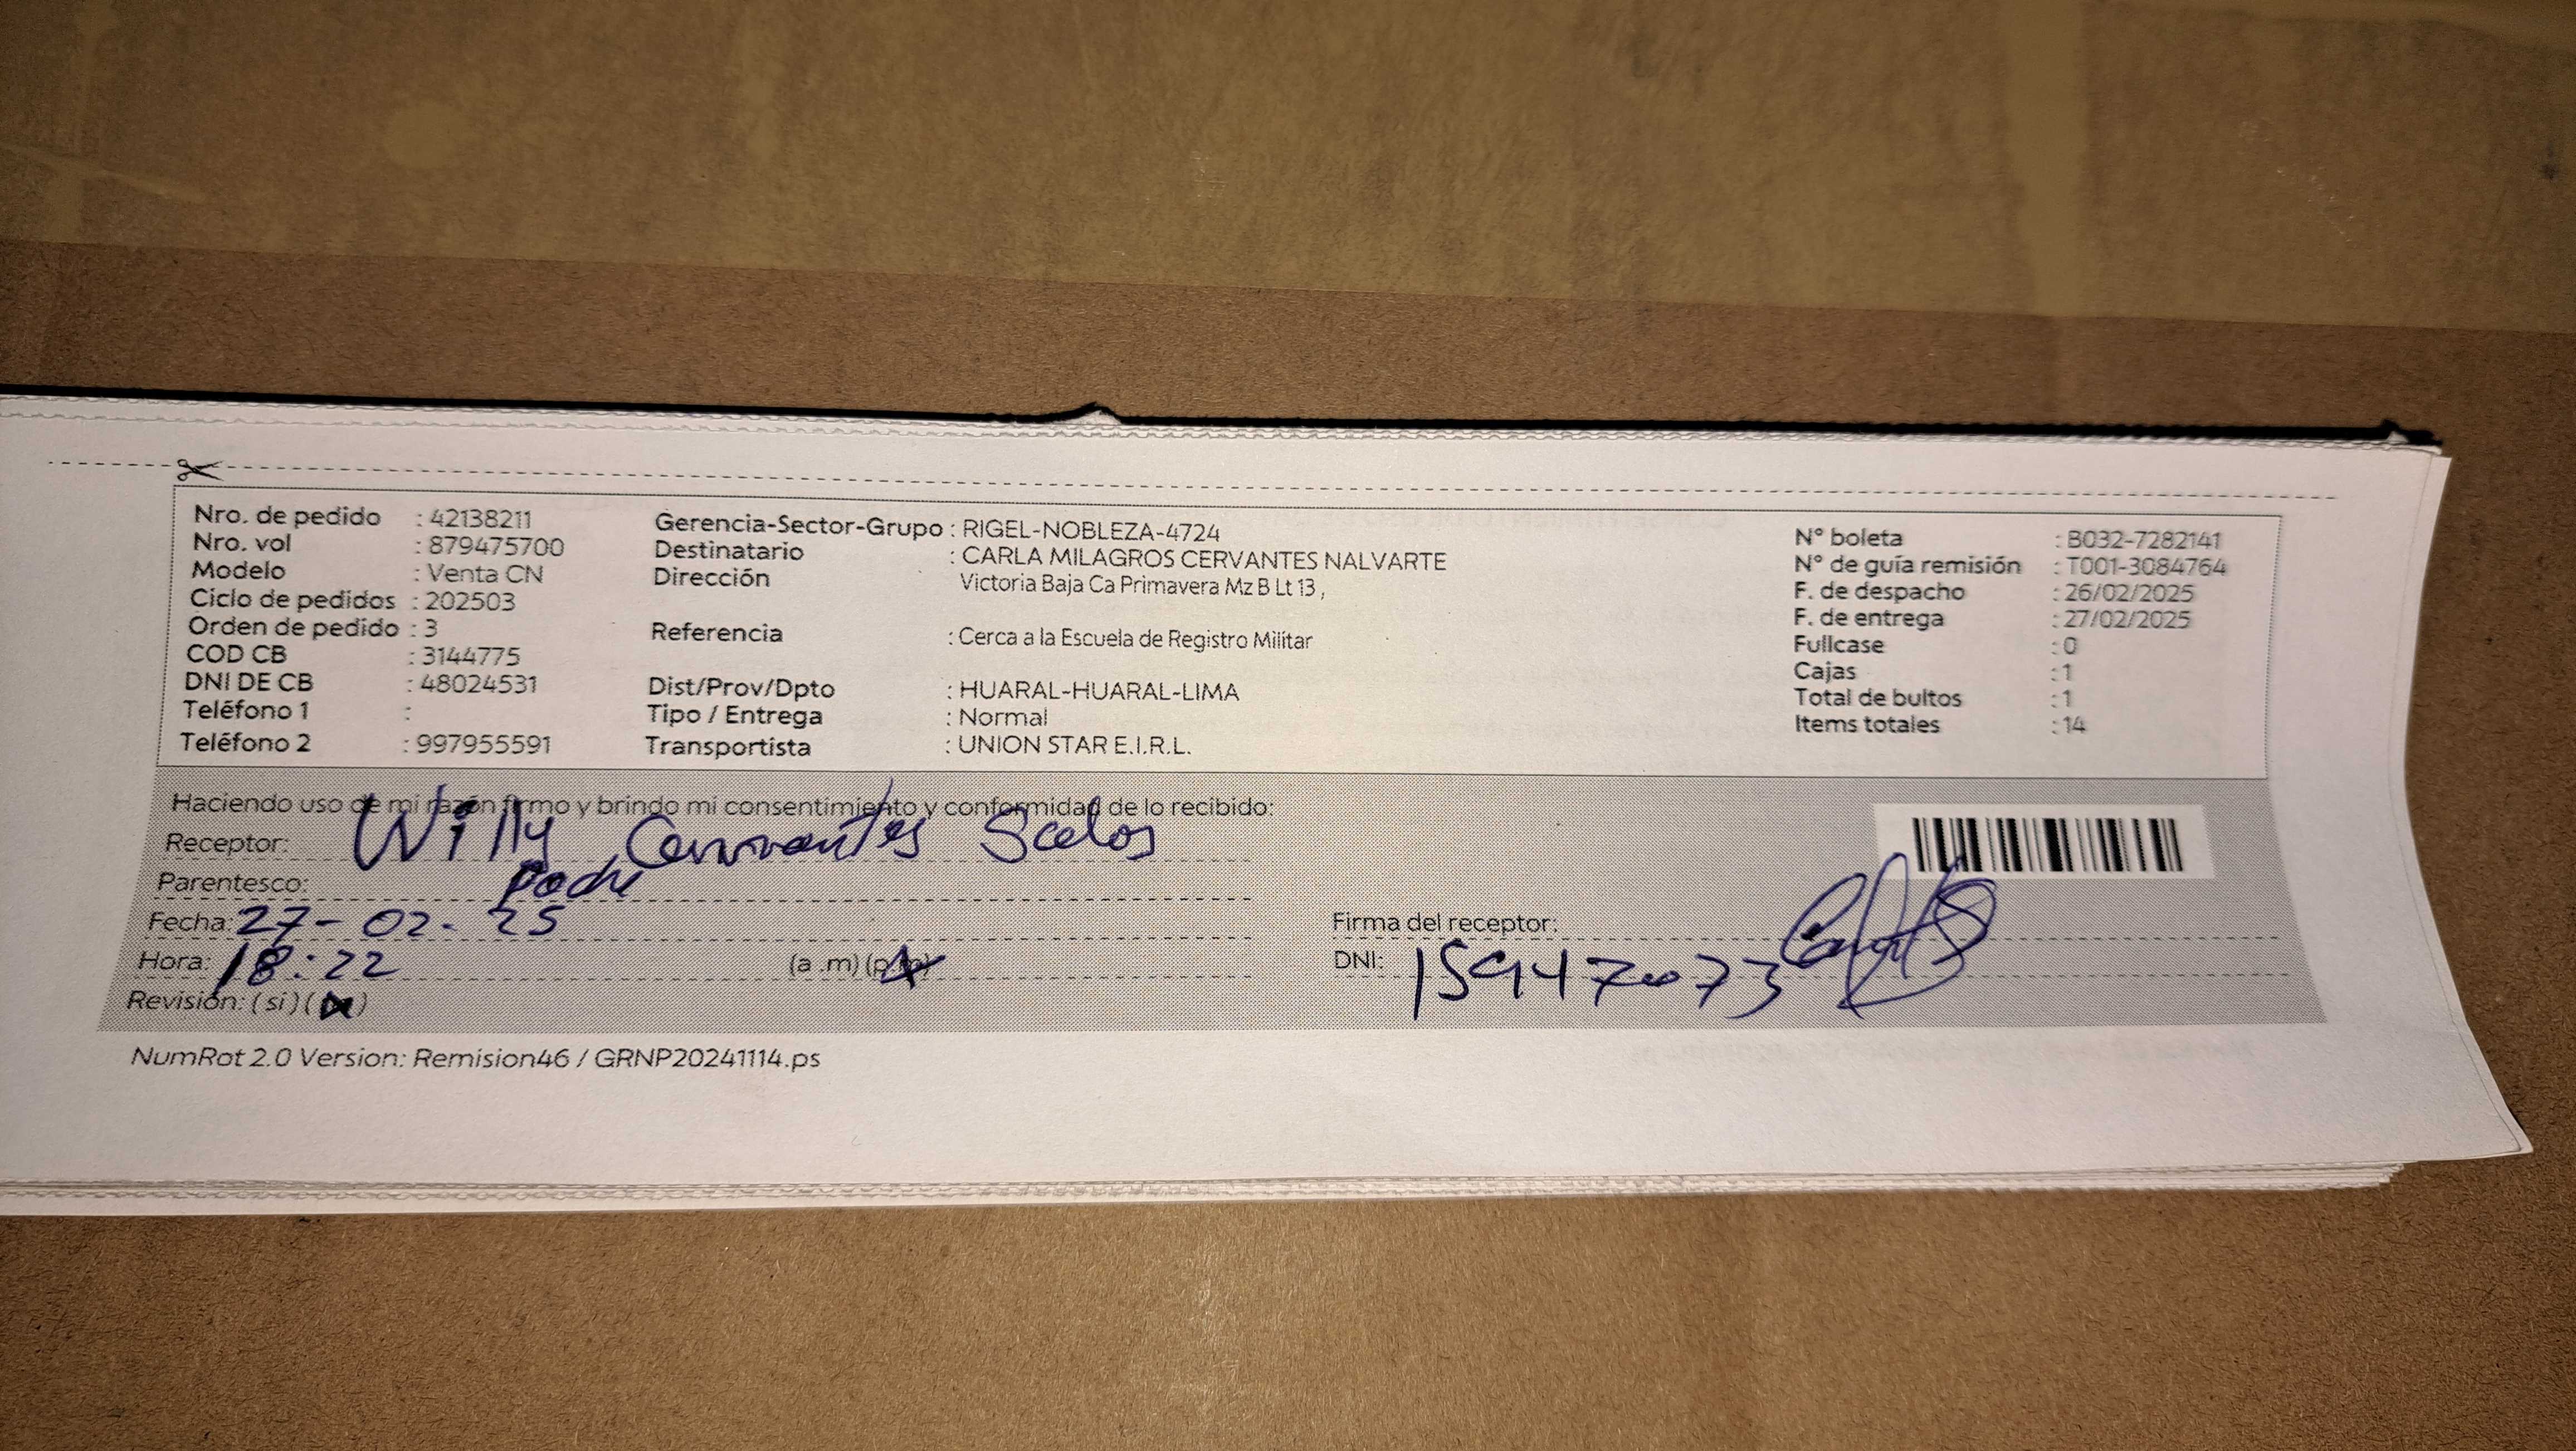 Nro. de pedido : 42138211
Nro. vol : 879475700
Modelo : Venta CN
Ciclo de pedidos : 202503
Orden de pedido : 3
COD CB : 3144775
DNI DE CB : 48024531
Teléfono 1 :
Teléfono 2 : 997955591
Gerencia-Sector-Grupo : RIGEL-NOBLEZA-4724
Destinatario : CARLA MILAGROS CERVANTES NALVARTE
Dirección Victoria Baja Ca Primavera Mz B Lt 13 ,
Referencia : Cerca a la Escuela de Registro Militar
Dist/Prov/Dpto : HUARAL-HUARAL-LIMA
Tipo / Entrega : Normal
Transportista : UNION STAR E.I.R.L.
N° boleta : B032-7282141
N° de guía remisión : T001-3084764
F. de despacho : 26/02/2025
F. de entrega : 27/02/2025
Fullcase : 0
Cajas : 1
Total de bultos : 1
Items totales : 14
Haciendo uso de mi razón firmo y brindo mi consentimiento y conformidad de lo recibido:
Receptor: Willy Cervantes
Parentesco: Padre
Fecha: 27-02-25
Hora: 18:22 (a .m) (p.m)
Revisión: ( si ) ( )
Firma del receptor:
DNI:
NumRot 2.0 Version: Remision46 / GRNP20241114.ps